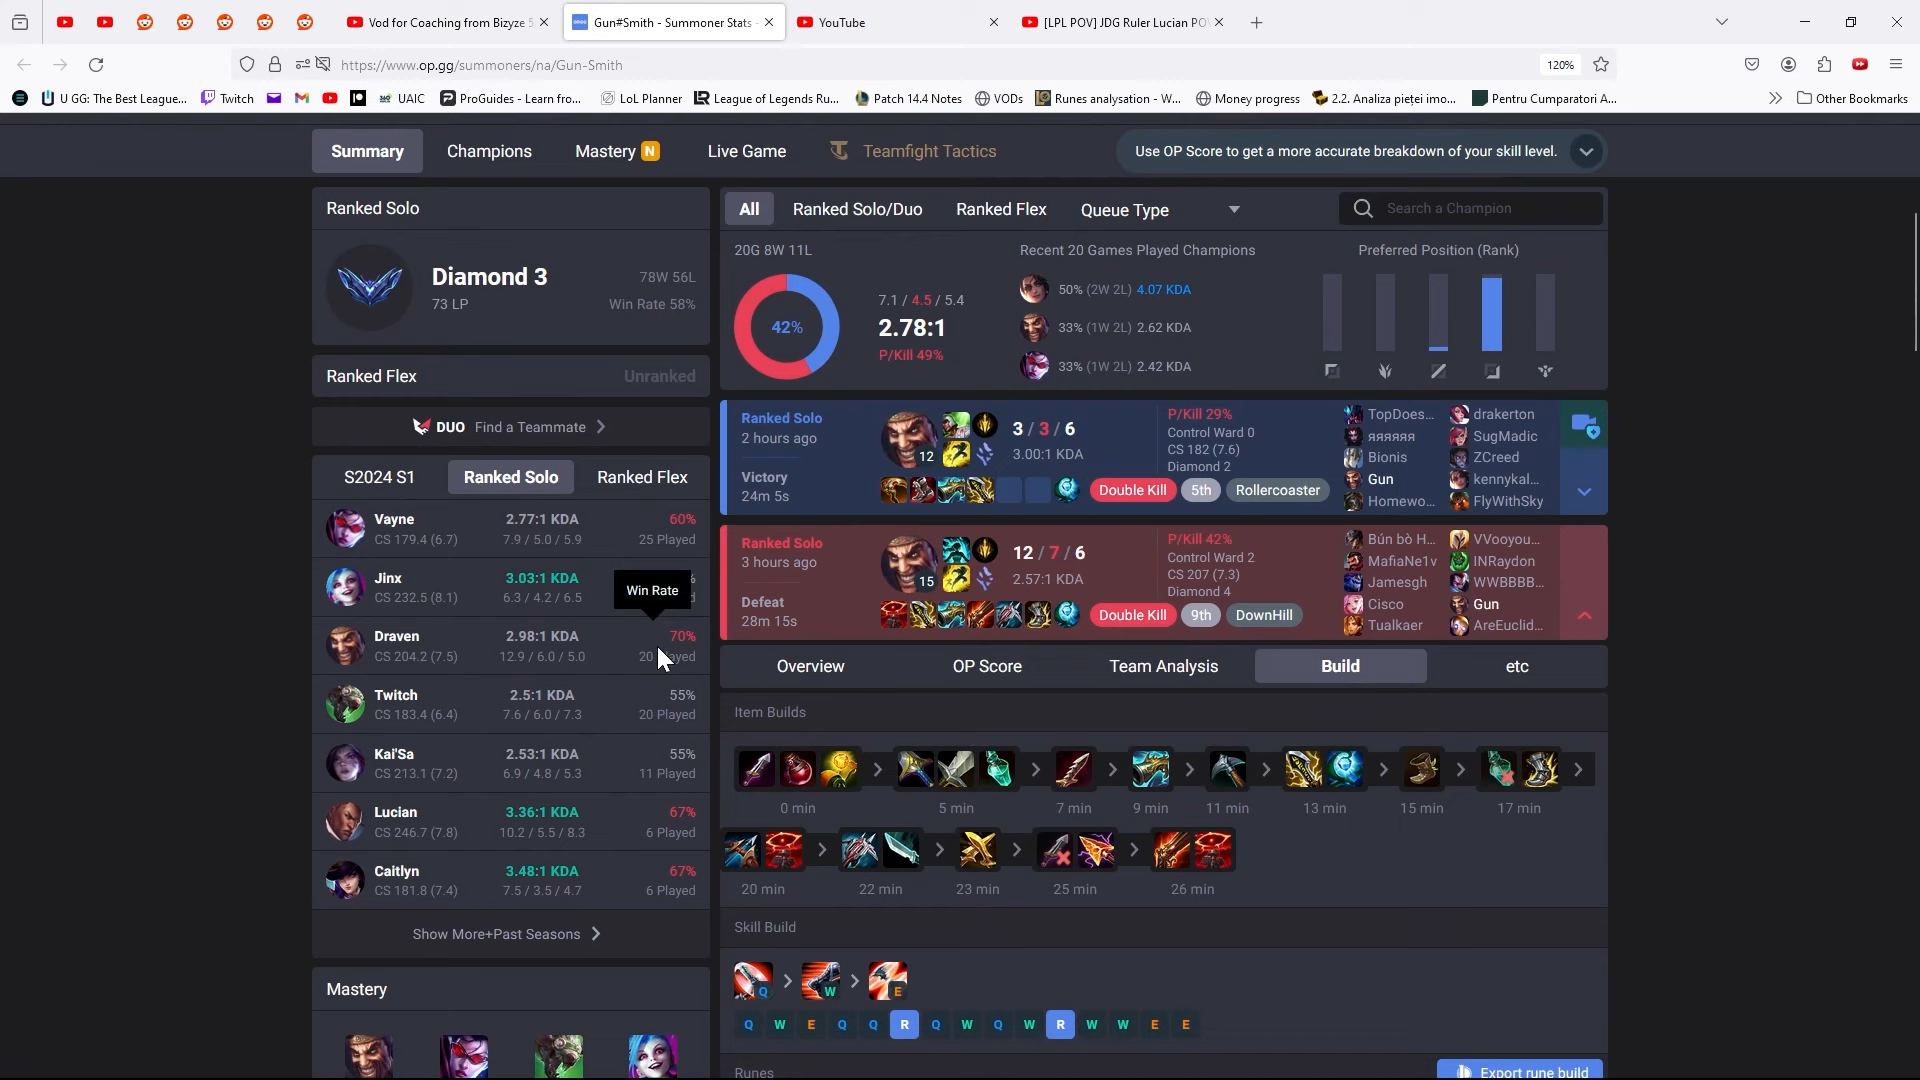 Vod for Coaching from Bizyze
Gun#Smith - Summoner Stats
YouTube
[LPL POV] JDG Ruler Lucian PO
https://www.op.gg/summoners/na/Gun-Smith
120%
U GG: The Best League...
Twitch
UAIC
ProGuides - Learn fro...
LoL Planner
League of Legends Ru...
Patch 14.4 Notes
VODs
Runes analysation - W...
Money progress
2.2. Analiza pieței imo...
Pentru Cumparatori A...
Other Bookmarks
Summary
Champions
Mastery N
Live Game
Teamfight Tactics
Use OP Score to get a more accurate breakdown of your skill level.
Ranked Solo
Diamond 3
78W 56L
73 LP
Win Rate 58%
Ranked Flex
Unranked
DUO Find a Teammate
S2024 S1
Ranked Solo
Ranked Flex
Vayne
2.77:1 KDA
60%
CS 179.4 (6.7)
7.9 / 5.0 / 5.9
25 Played
Jinx
3.03:1 KDA
CS 232.5 (8.1)
6.3 / 4.2 / 6.5
Win Rate
Draven
2.98:1 KDA
70%
CS 204.2 (7.5)
12.9 / 6.0 / 5.0
Twitch
2.5:1 KDA
55%
CS 183.4 (6.4)
7.6 / 6.0 / 7.3
20 Played
Kai'Sa
2.53:1 KDA
55%
CS 213.1 (7.2)
6.9 / 4.8 / 5.3
11 Played
Lucian
3.36:1 KDA
67%
CS 246.7 (7.8)
10.2 / 5.5 / 8.3
6 Played
Caitlyn
3.48:1 KDA
67%
CS 181.8 (7.4)
7.5 / 3.5 / 4.7
6 Played
Show More+Past Seasons
Mastery
All
Ranked Solo/Duo
Ranked Flex
Queue Type
Search a Champion
20G 8W 11L
42%
7.1 / 4.5 / 5.4
2.78:1
P/Kill 49%
Recent 20 Games Played Champions
50% (2W 2L) 4.07 KDA
33% (1W 2L) 2.62 KDA
33% (1W 2L) 2.42 KDA
Preferred Position (Rank)
Ranked Solo
2 hours ago
Victory
24m 5s
12
3 / 3 / 6
3.00:1 KDA
P/Kill 29%
Control Ward 0
CS 182 (7.6)
Diamond 2
Double Kill
5th
Rollercoaster
TopDoes...
яяяяяя
Bionis
Gun
Homewo...
drakerton
SugMadic
ZCreed
kennykal...
FlyWithSky
Ranked Solo
3 hours ago
Defeat
28m 15s
15
12 / 7 / 6
2.57:1 KDA
P/Kill 42%
Control Ward 2
CS 207 (7.3)
Diamond 4
Double Kill
9th
DownHill
Bún bò H...
MafiaNe1v
Jamesgh
Cisco
Tualkaer
VVooyou...
INRaydon
WWBBBB...
Gun
AreEuclid...
Overview
OP Score
Team Analysis
Build
etc
Item Builds
0 min
5 min
7 min
9 min
11 min
13 min
15 min
17 min
20 min
22 min
23 min
25 min
26 min
Skill Build
Q
W
E
Q W E Q Q R Q W Q W R W W E E
Runes
Export rune build